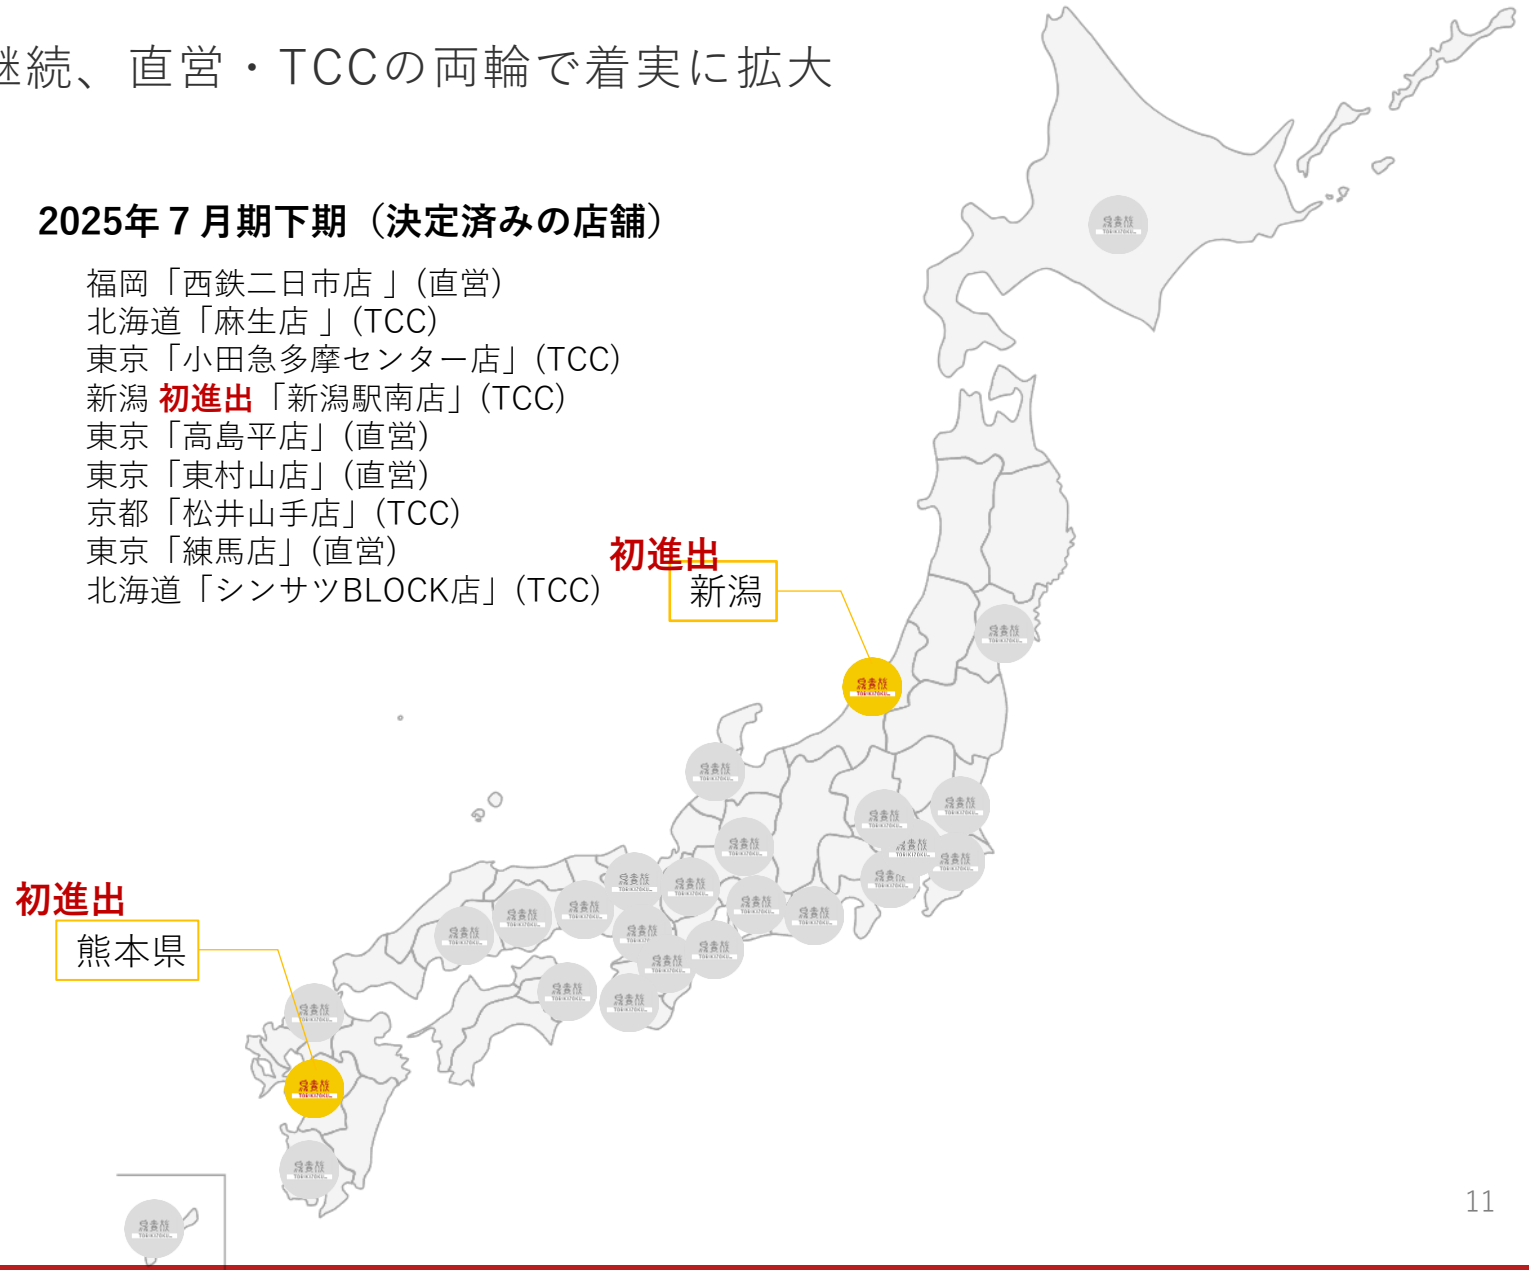 継続、直営・TCCの両輪で着実に拡大
2025年７月期下期（決定済みの店舗）
福岡「西鉄二日市店 」(直営)
北海道「麻生店 」(TCC)
東京「小田急多摩センター店」(TCC)
新潟 初進出「新潟駅南店」(TCC)
東京「高島平店」(直営)
東京「東村山店」(直営)
京都「松井山手店」(TCC)
東京「練馬店」(直営)
北海道「シンサツBLOCK店」(TCC)
初進出
新潟
初進出
熊本県
11